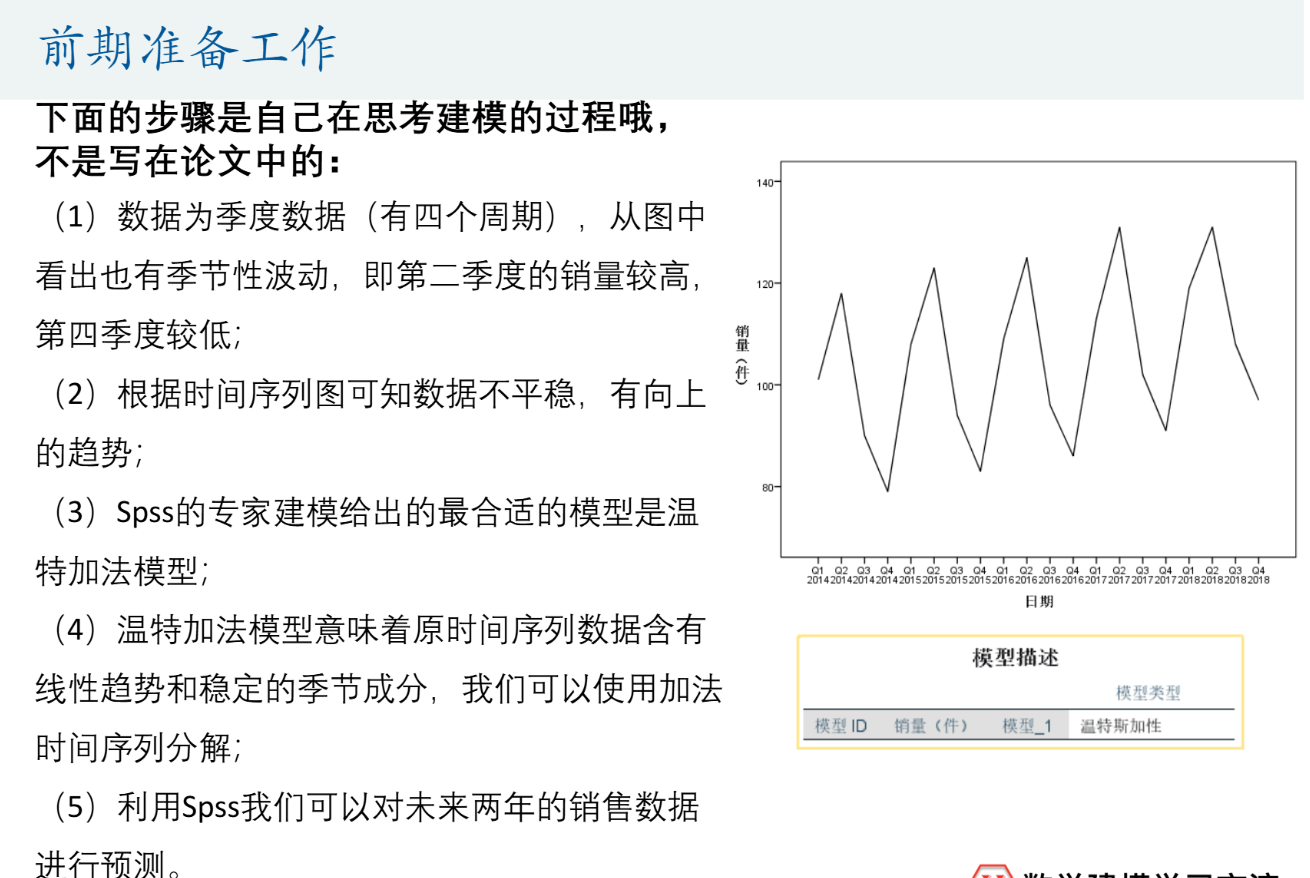 前期准备工作
下面的步骤是自己在思考建模的过程哦，
不是写在论文中的：
（1）数据为季度数据（有四个周期），从图中
看出也有季节性波动，即第二季度的销量较高，
第四季度较低；
（2）根据时间序列图可知数据不平稳，有向上
的趋势；
（3）Spss的专家建模给出的最合适的模型是温
特加法模型；
（4）温特加法模型意味着原时间序列数据含有
线性趋势和稳定的季节成分，我们可以使用加法
时间序列分解；
（5）利用Spss我们可以对未来两年的销售数据
进行预测。
140
120
100
80
销量（件）
Q1 Q2 Q3 Q4 Q1 Q2 Q3 Q4 Q1 Q2 Q3 Q4 Q1 Q2 Q3 Q4 Q1 Q2 Q3 Q4
2014 2014 2014 2014 2015 2015 2015 2015 2016 2016 2016 2016 2017 2017 2017 2017 2018 2018 2018 2018
日期
模型描述
模型类型
模型 ID 销量（件） 模型_1 温特斯加性
数学建模学习交流